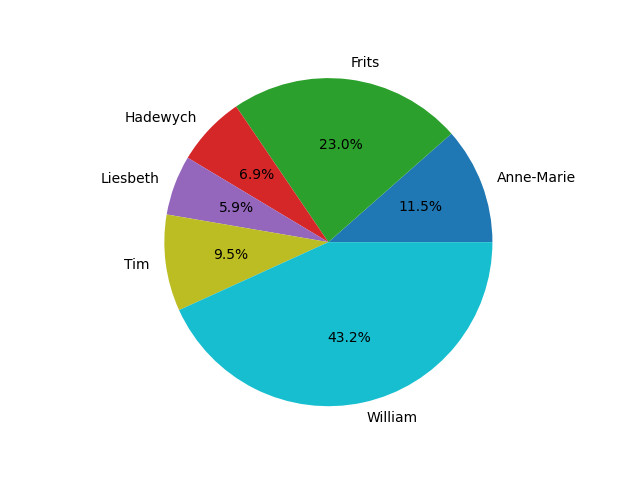 Frits
Hadewych
23.0%
6.9%
Liesbeth
Anne-Marie
5.9%
11.5%
Tim
9.5%
43.2%
William